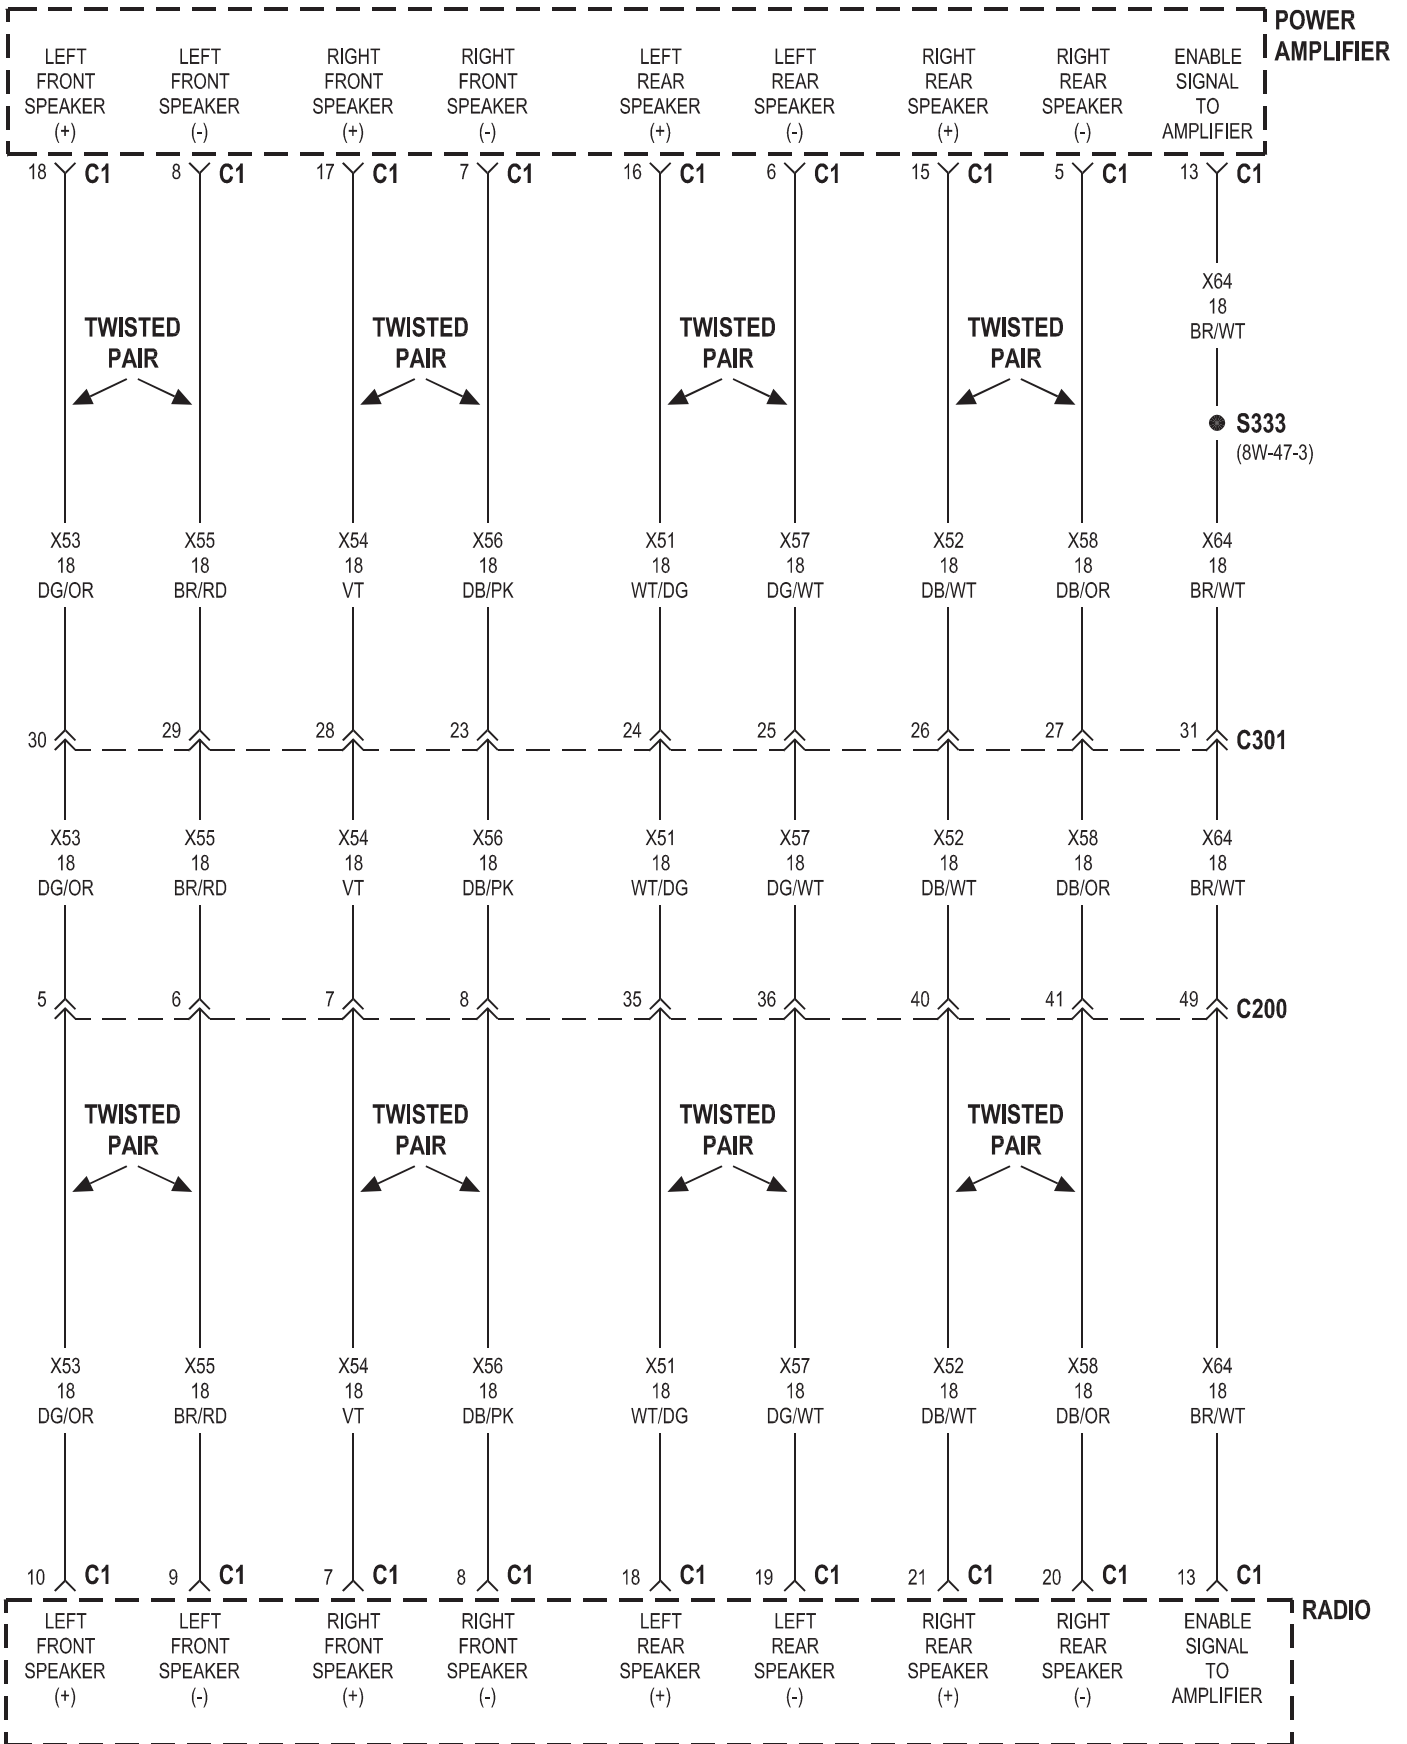 POWER
AMPLIFIER
LEFT FRONT SPEAKER (+)
LEFT FRONT SPEAKER (-)
RIGHT FRONT SPEAKER (+)
RIGHT FRONT SPEAKER (-)
LEFT REAR SPEAKER (+)
LEFT REAR SPEAKER (-)
RIGHT REAR SPEAKER (+)
RIGHT REAR SPEAKER (-)
ENABLE SIGNAL TO AMPLIFIER
18 C1 8 C1 17 C1 7 C1 16 C1 6 C1 15 C1 5 C1 13 C1
X64
18
BR/WT
TWISTED TWISTED TWISTED TWISTED
PAIR PAIR PAIR PAIR
S333
(8W-47-3)
X53 X55 X54 X56 X51 X57 X52 X58 X64
18 18 18 18 18 18 18 18 18
DG/OR BR/RD VT DB/PK WT/DG DG/WT DB/WT DB/OR BR/WT
30 29 28 23 24 25 26 27 31 C301
X53 X55 X54 X56 X51 X57 X52 X58 X64
18 18 18 18 18 18 18 18 18
DG/OR BR/RD VT DB/PK WT/DG DG/WT DB/WT DB/OR BR/WT
5 6 7 8 35 36 40 41 49 C200
TWISTED TWISTED TWISTED TWISTED
PAIR PAIR PAIR PAIR
X53 X55 X54 X56 X51 X57 X52 X58 X64
18 18 18 18 18 18 18 18 18
DG/OR BR/RD VT DB/PK WT/DG DG/WT DB/WT DB/OR BR/WT
10 C1 9 C1 7 C1 8 C1 18 C1 19 C1 21 C1 20 C1 13 C1
RADIO
LEFT FRONT SPEAKER (+)
LEFT FRONT SPEAKER (-)
RIGHT FRONT SPEAKER (+)
RIGHT FRONT SPEAKER (-)
LEFT REAR SPEAKER (+)
LEFT REAR SPEAKER (-)
RIGHT REAR SPEAKER (+)
RIGHT REAR SPEAKER (-)
ENABLE SIGNAL TO AMPLIFIER